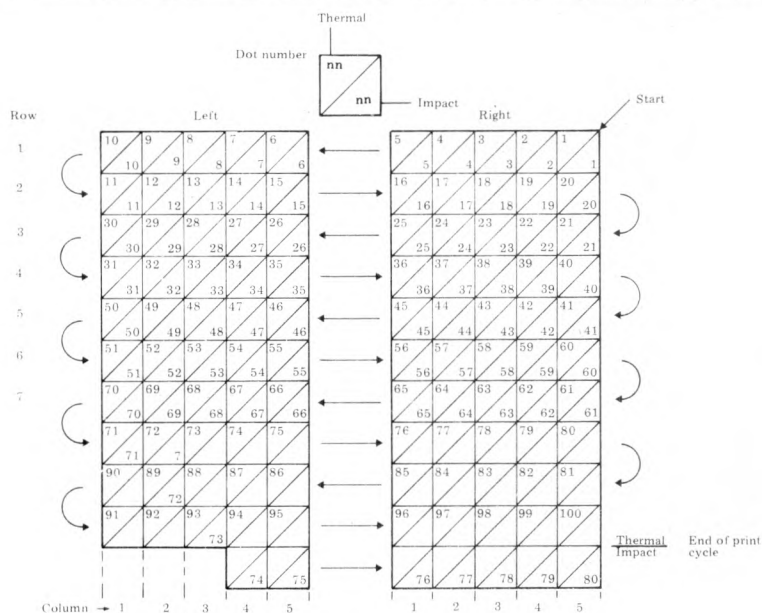 Thermal
Dot number
nn
nn
Impact
Start
Row
Left
Right
10 9 8 7 6 5 4 3 2 1
1
10 9 8 7 6 5 4 3 2 1
11 12 13 14 15 16 17 18 19 20
2
11 12 13 14 15 16 17 18 19 20
30 29 28 27 26 25 24 23 22 21
3
30 29 28 27 26 25 24 23 22 21
31 32 33 34 35 36 37 38 39 40
4
31 32 33 34 35 36 37 38 39 40
50 49 48 47 46 45 44 43 42 41
5
50 49 48 47 46 45 44 43 42 41
51 52 53 54 55 56 57 58 59 60
6
51 52 53 54 55 56 57 58 59 60
70 69 68 67 66 65 64 63 62 61
7
70 69 68 67 66 65 64 63 62 61
71 72 73 74 75 76 77 78 79 80
71 7
90 89 88 87 86 85 84 83 82 81
72
91 92 93 94 95 96 97 98 99 100
73
Thermal End of print
Impact cycle
74 75 76 77 78 79 80
Column 1 2 3 4 5 1 2 3 4 5